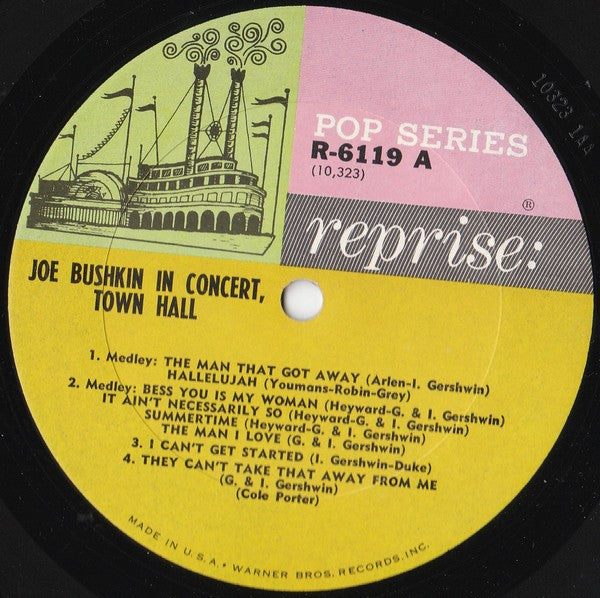 POP SERIES
R-6119 A
(10,323)
10323 1A
®
reprise:
JOE BUSHKIN IN CONCERT,
TOWN HALL
1. Medley: THE MAN THAT GOT AWAY (Arlen-I. Gershwin)
HALLELUJAH (Youmans-Robin-Grey)
2. Medley: BESS YOU IS MY WOMAN (Heyward-G. & I. Gershwin)
IT AIN'T NECESSARILY SO (Heyward-G. & I. Gershwin)
SUMMERTIME (Heyward-G. & I. Gershwin)
THE MAN I LOVE (G. & I. Gershwin)
3. I CAN'T GET STARTED (I. Gershwin-Duke)
4. THEY CAN'T TAKE THAT AWAY FROM ME
(G. & I. Gershwin)
(Cole Porter)
MADE IN U.S.A. • WARNER BROS. RECORDS, INC.